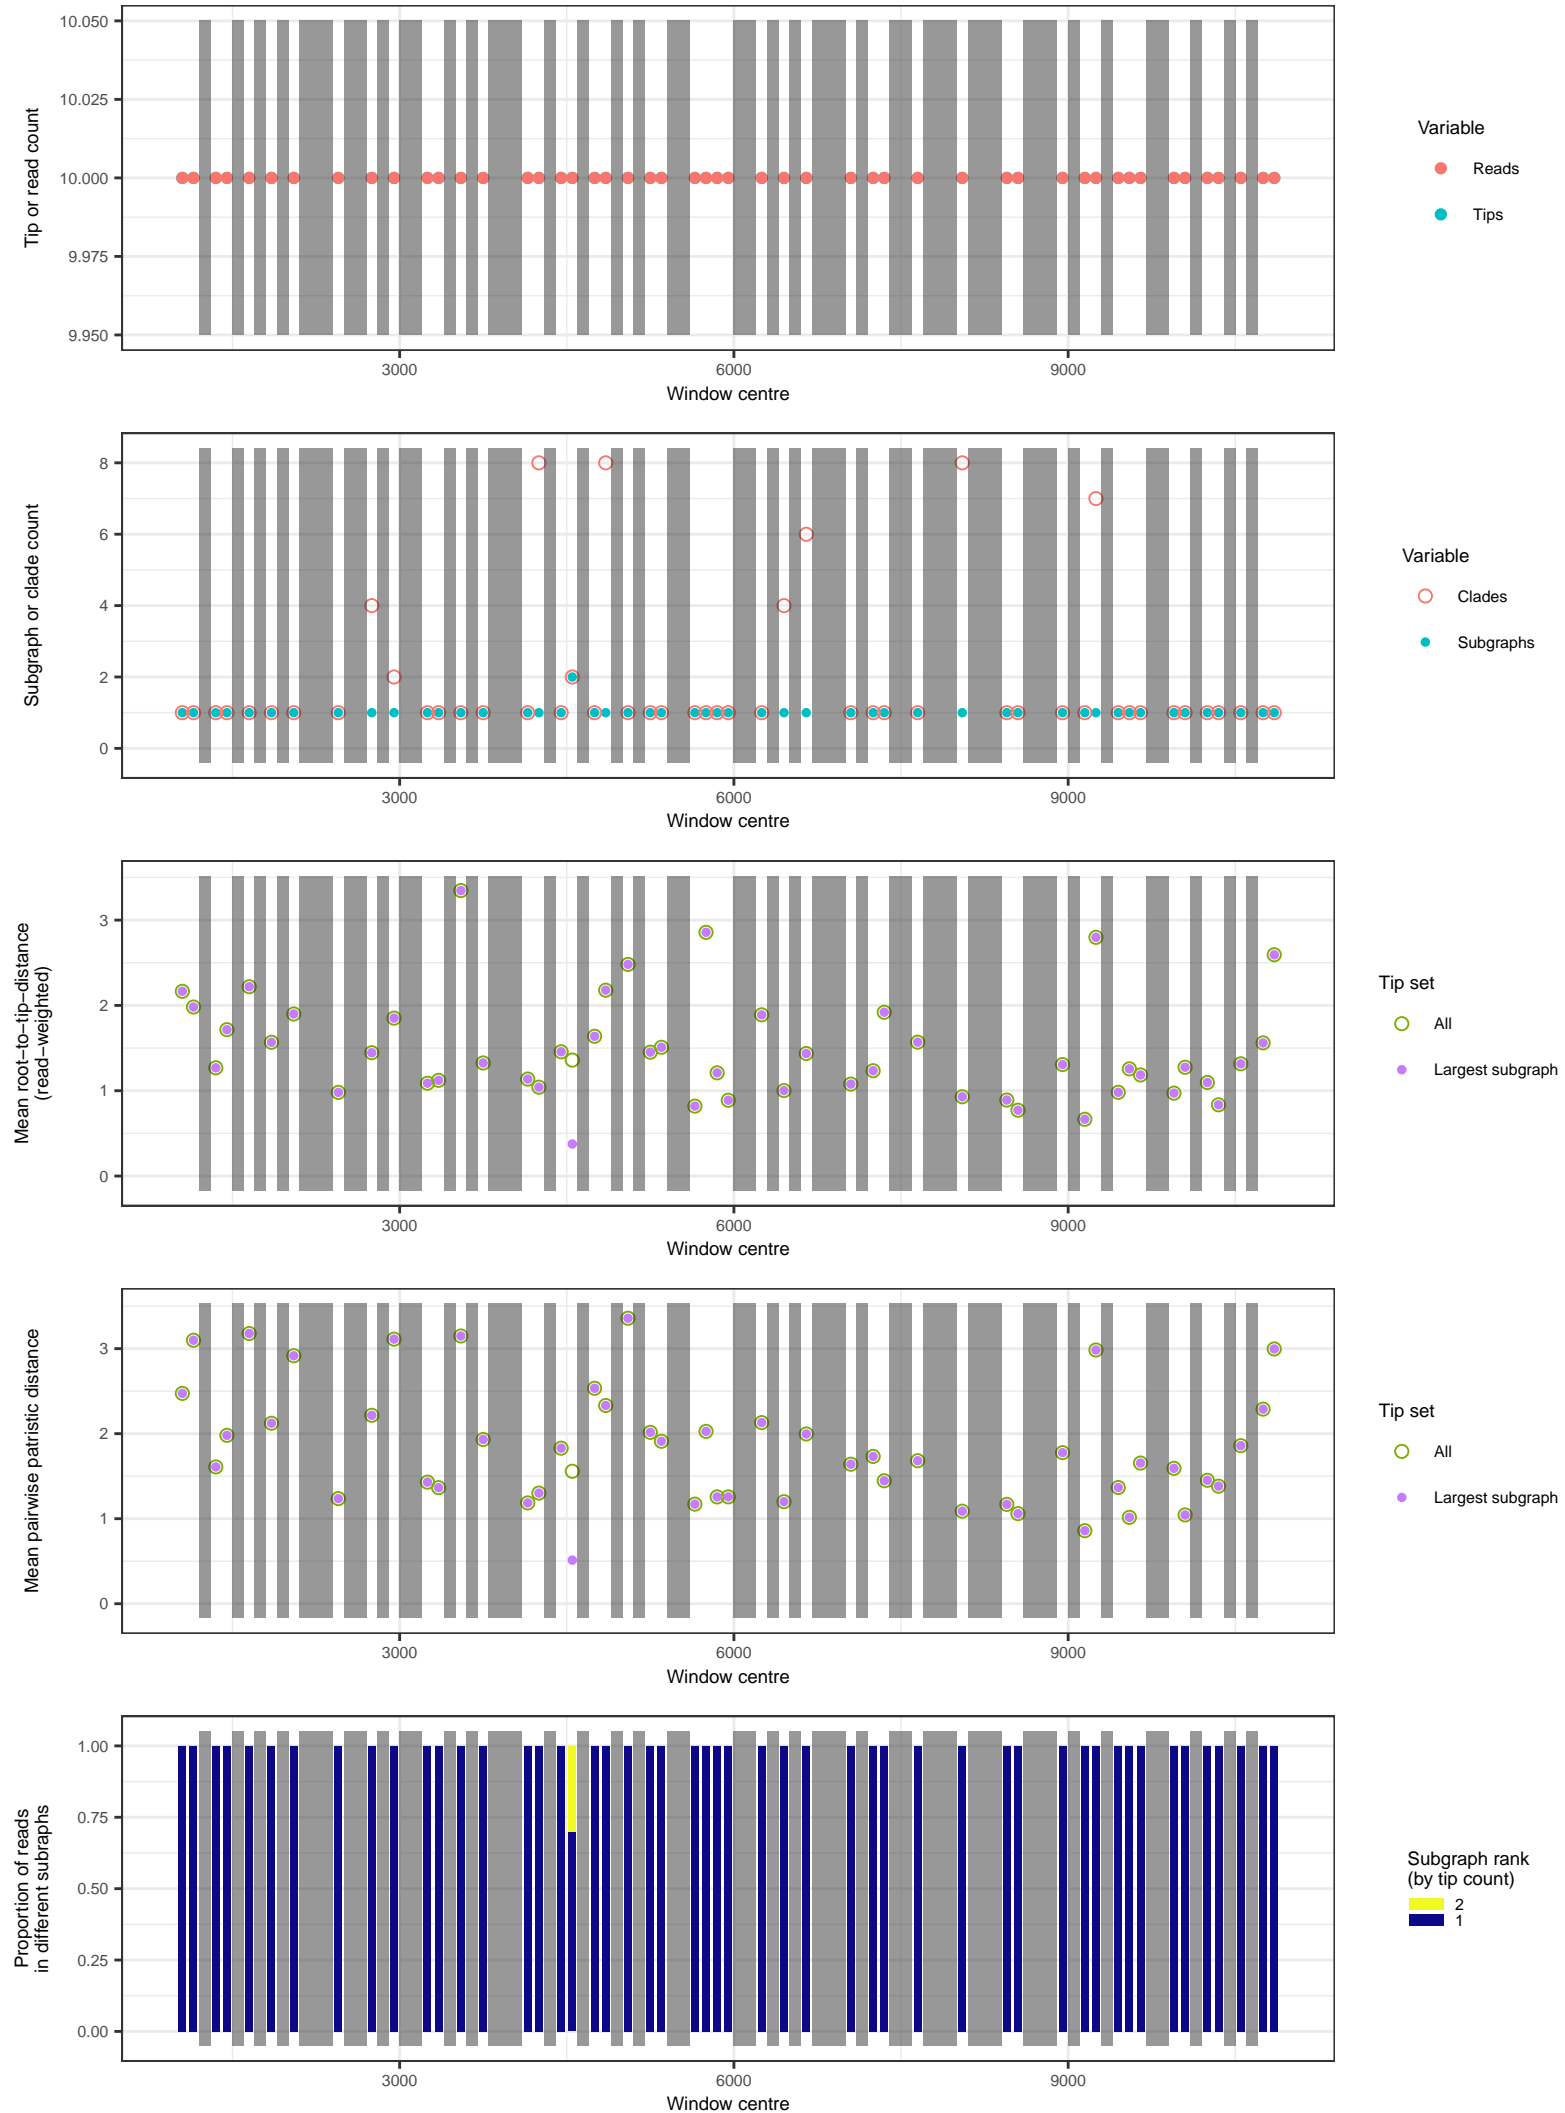 10.050
10.025
10.000
9.975
9.950
Tip or read count
3000 6000 9000
Window centre
Variable
Reads
Tips
8
6
4
2
0
Subgraph or clade count
3000 6000 9000
Window centre
Variable
Clades
Subgraphs
3
2
1
0
Mean root−to−tip−distance
(read−weighted)
3000 6000 9000
Window centre
Tip set
All
Largest subgraph
3
2
1
0
Mean pairwise patristic distance
3000 6000 9000
Window centre
Tip set
All
Largest subgraph
1.00
0.75
0.50
0.25
0.00
Proportion of reads
in different subraphs
3000 6000 9000
Window centre
Subgraph rank
(by tip count)
2
1